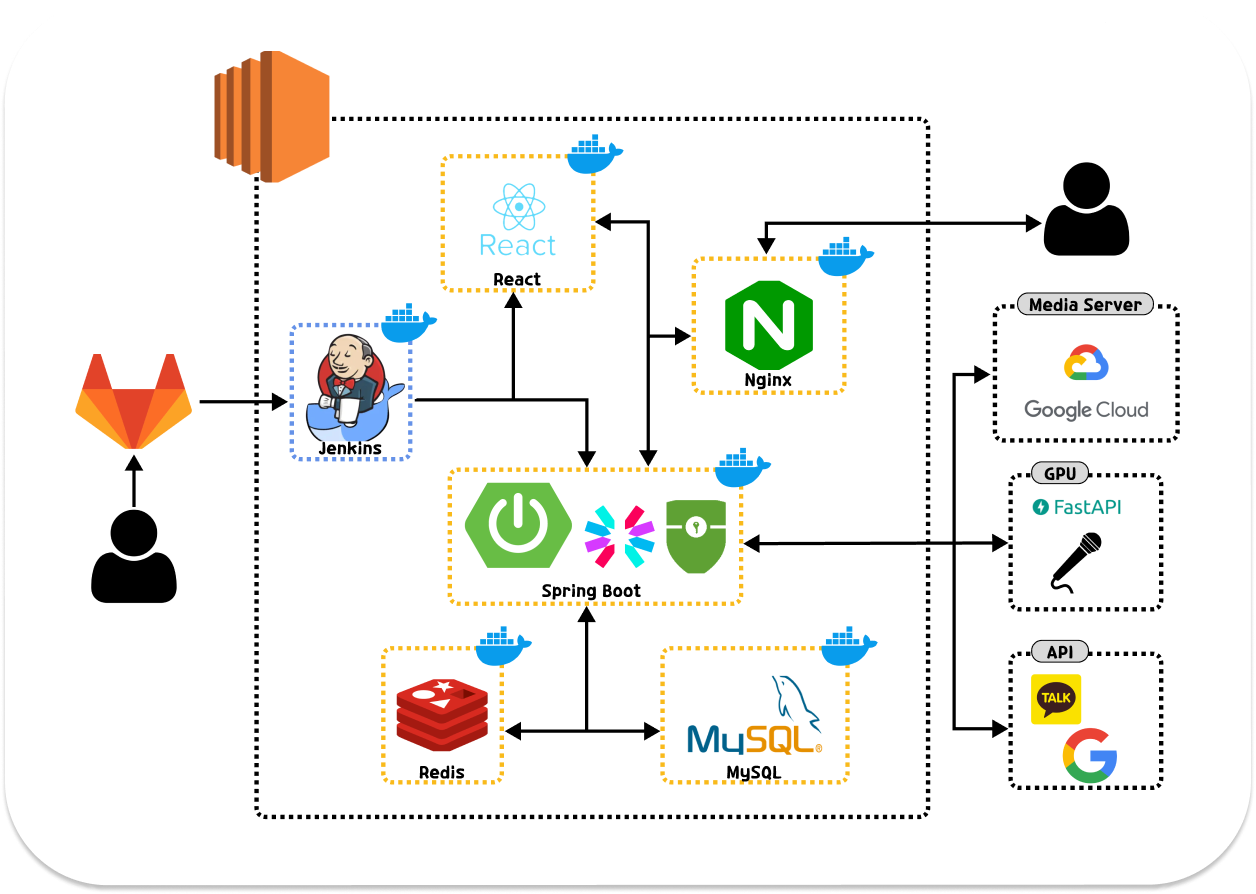 React
React
Jenkins
Nginx
Media Server
Google Cloud
GPU
FastAPI
Spring Boot
API
TALK
Redis
MySQL®
MySQL